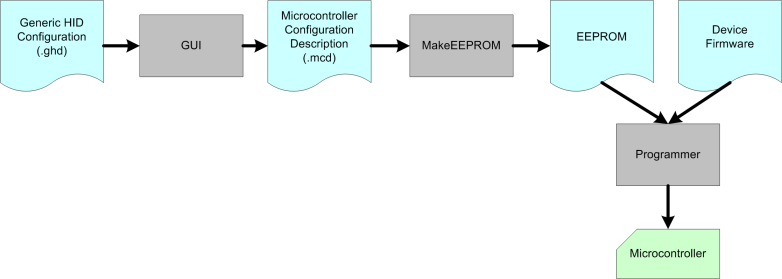 Generic HID
Configuration
(.ghd)
GUI
Microcontroller
Configuration
Description
(.mcd)
MakeEEPROM
EEPROM
Device
Firmware
Programmer
Microcontroller